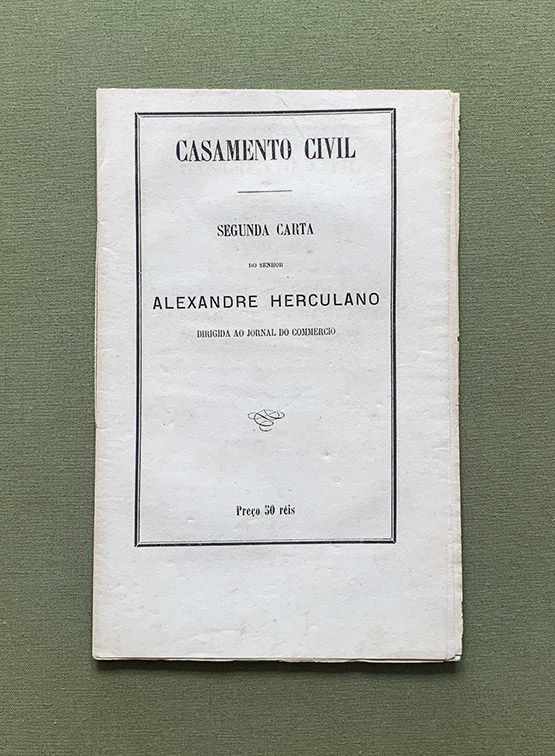 CASAMENTO CIVIL
SEGUNDA CARTA
DO SENHOR
ALEXANDRE HERCULANO
DIRIGIDA AO JORNAL DO COMMERCIO
Preço 50 réis